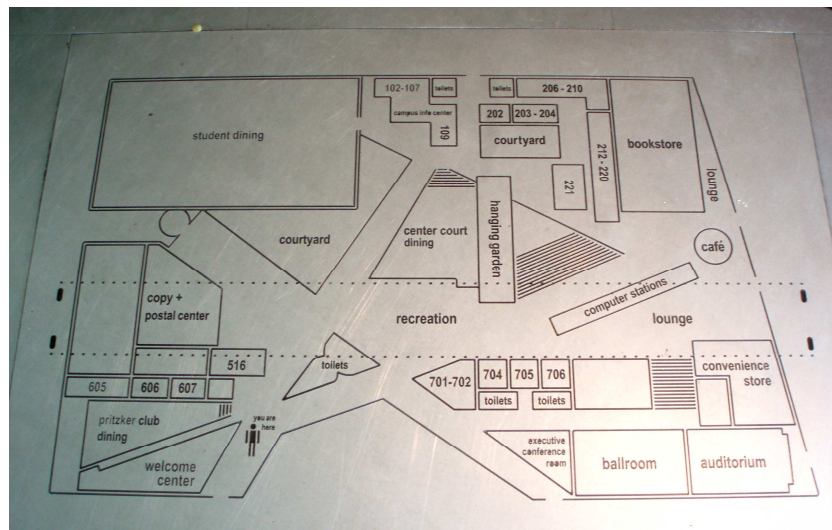 102-107
toilets
toilets
206 - 210
campus info center
202
203 - 204
109
student dining
courtyard
212 - 220
bookstore
221
lounge
courtyard
center court
dining
hanging garden
café
copy +
postal center
computer stations
recreation
lounge
516
toilets
701-702
704
705
706
convenience
store
605
606
607
toilets
toilets
pritzker club
dining
you are
here
welcome
center
executive
conference
room
ballroom
auditorium